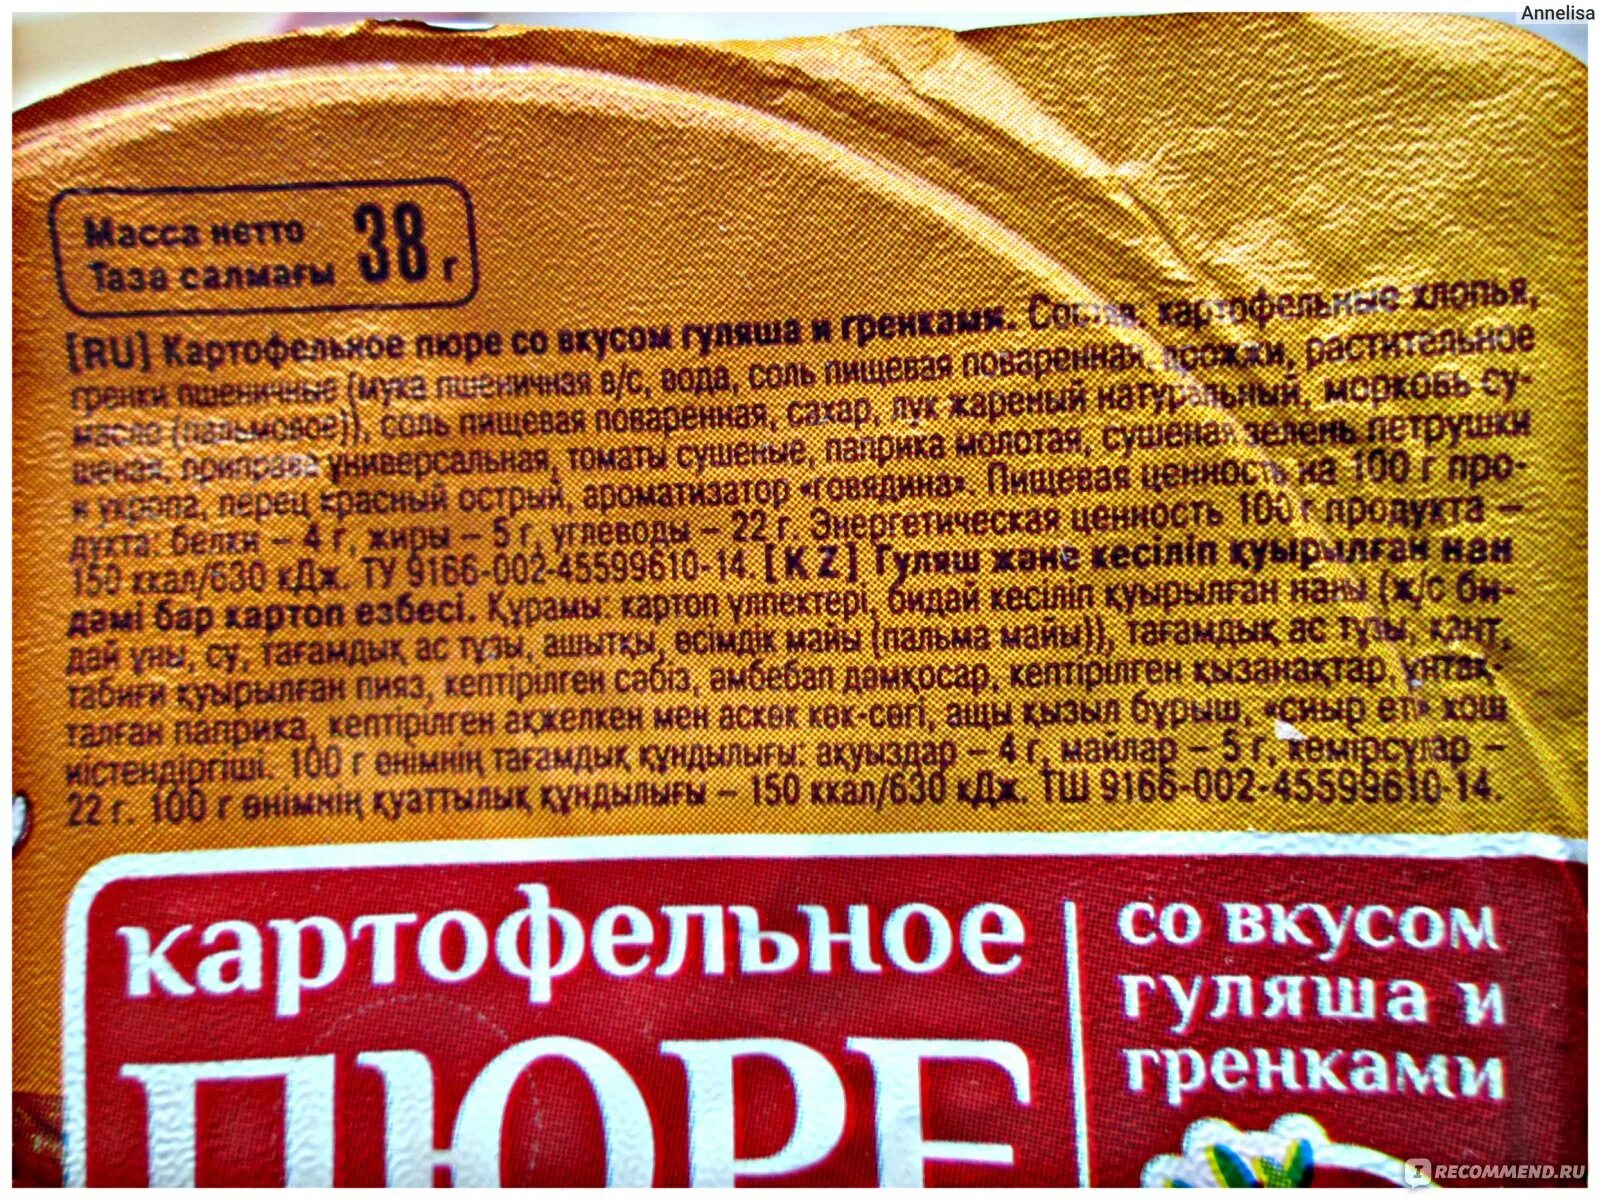 Annelisa
Масса нетто
Таза салмағы
38 г
[RU] Картофельное пюре со вкусом гуляша и гренками. Состав: картофельные хлопья,
гренки пшеничные (мука пшеничная в/с, вода, соль пищевая поваренная, дрожжи, растительное
масло (пальмовое)), соль пищевая поваренная, сахар, лук жареный натуральный, морковь су-
шеная, приправа универсальная, томаты сушеные, паприка молотая, сушеная зелень петрушки
и укропа, перец красный острый, ароматизатор «говядина». Пищевая ценность на 100 г про-
дукта: белки – 4 г, жиры – 5 г, углеводы – 22 г. Энергетическая ценность 100 г продукта –
150 ккал/630 кДж. ТУ 9166-002-45599610-14. [KZ] Гуляш және кесіліп қуырылған нан
дәмі бар картоп езбесі. Құрамы: картоп үлпектері, бидай кесіліп қуырылған наны (ж/с би-
дай ұны, су, тағамдық ас тұзы, ашытқы, өсімдік майы (пальма майы)), тағамдық ас тұзы, қант,
табиғи қуырылған пияз, кептірілген сәбіз, әмбебап дәмқосар, кептірілген қызанақтар, ұнтақ-
талған паприка, кептірілген ақжелкен мен аскөк көк-сөгі, ащы қызыл бұрыш, «сиыр еті» хош
иістендіргіші. 100 г өнімнің тағамдық құндылығы: ақуыздар – 4 г, майлар – 5 г, көмірсулар –
22 г. 100 г өнімнің қуаттылық құндылығы – 150 ккал/630 кДж. ТШ 9166-002-45599610-14.
картофельное
ПЮРЕ
со вкусом
гуляша и
гренками
IRECOMMEND.RU